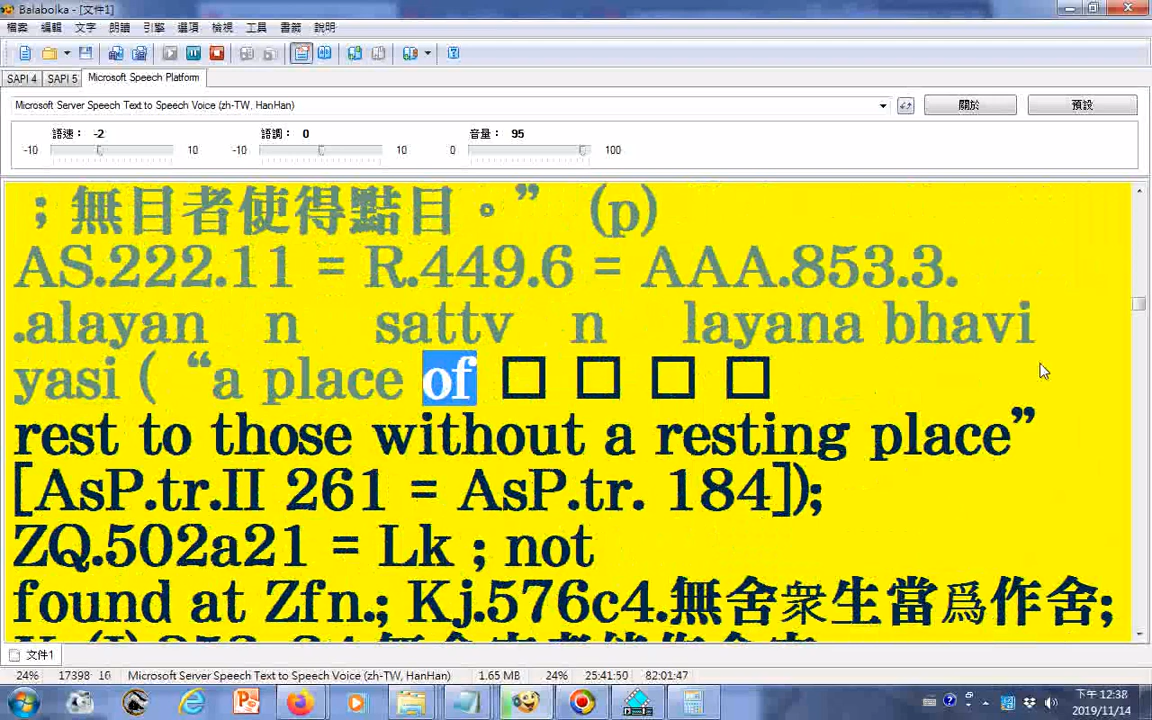 Balabolka - [文件1]
檔案 編輯 文字 朗讀 引擎 選項 檢視 工具 書籤 說明
SAPI 4 SAPI 5 Microsoft Speech Platform
Microsoft Server Speech Text to Speech Voice (zh-TW, HanHan) 關於 預設
語速： -2 語調： 0 音量： 95
-10 10 -10 10 0 100
；無目者使得黠目。” (p)
AS.222.11 = R.449.6 = AAA.853.3.
.alayan n sattv n layana bhavi
yasi ( “a place of □ □ □ □
rest to those without a resting place”
[AsP.tr.II 261 = AsP.tr. 184]);
ZQ.502a21 = Lk ; not
found at Zfn.; Kj.576c4.無舍衆生當爲作舍;
文件1
24% 17398 10 Microsoft Server Speech Text to Speech Voice (zh-TW, HanHan) 1.65 MB 24% 25:41:50 82:01:47
下午 12:38
2019/11/14